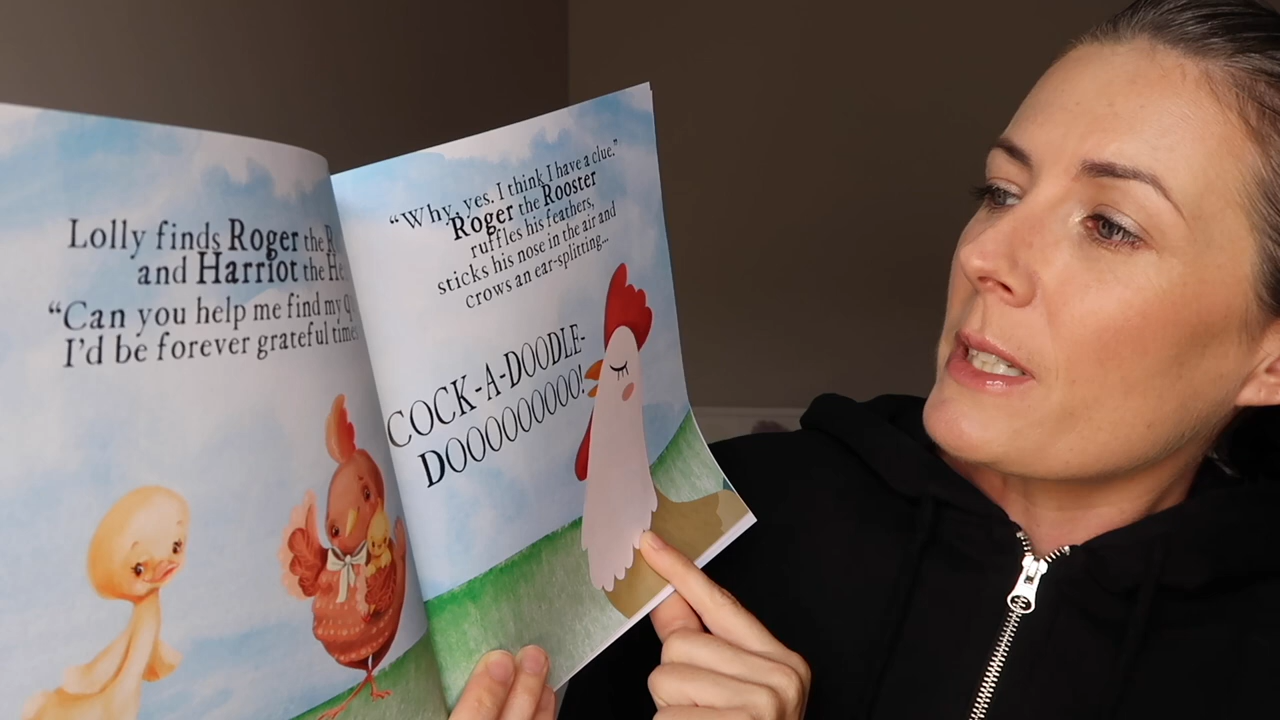 Lolly finds Roger the
and Harriot the
“Can you help me find my
I’d be forever grateful
“Why, yes. I think I have a clue.”
Roger the Rooster
ruffles his feathers,
sticks his nose in the air and
crows an ear-splitting...
COCK-A-DOODLE-
DOOOOOOOOO!